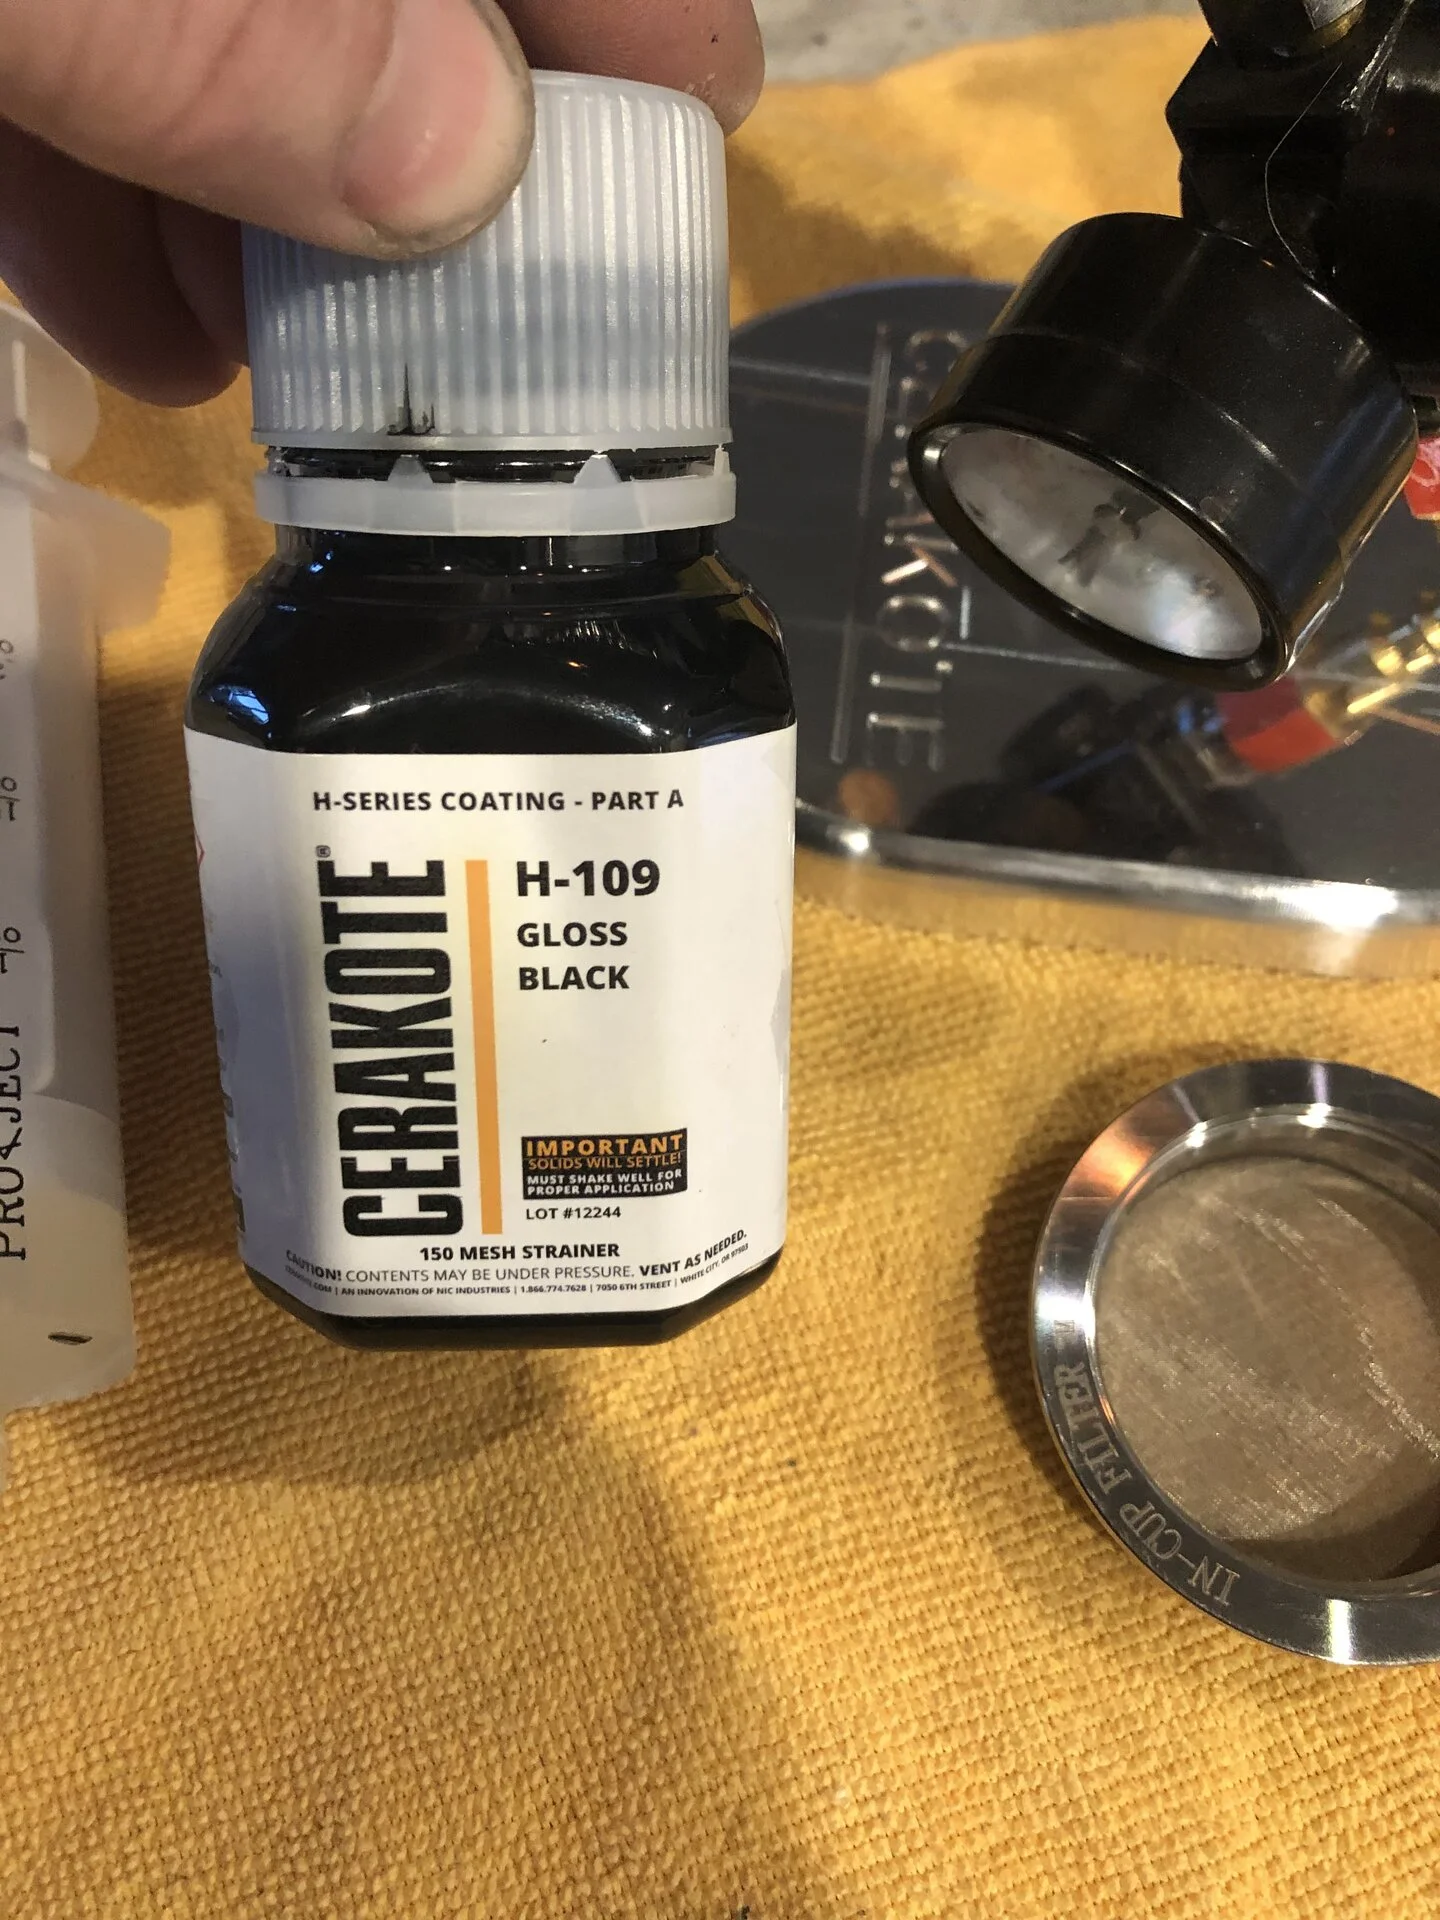 H-SERIES COATING - PART A
CERAKOTE®
H-109
GLOSS
BLACK
IMPORTANT
SOLIDS WILL SETTLE!
MUST SHAKE WELL FOR
PROPER APPLICATION
LOT #12244
150 MESH STRAINER
CAUTION! CONTENTS MAY BE UNDER PRESSURE. VENT AS NEEDED.
.COM | AN INNOVATION OF NIC INDUSTRIES | 1.866.774.7628 | 7050 6TH STREET | WHITE CITY, OR 97503
CERAKOTE
IN-CUP FILTER